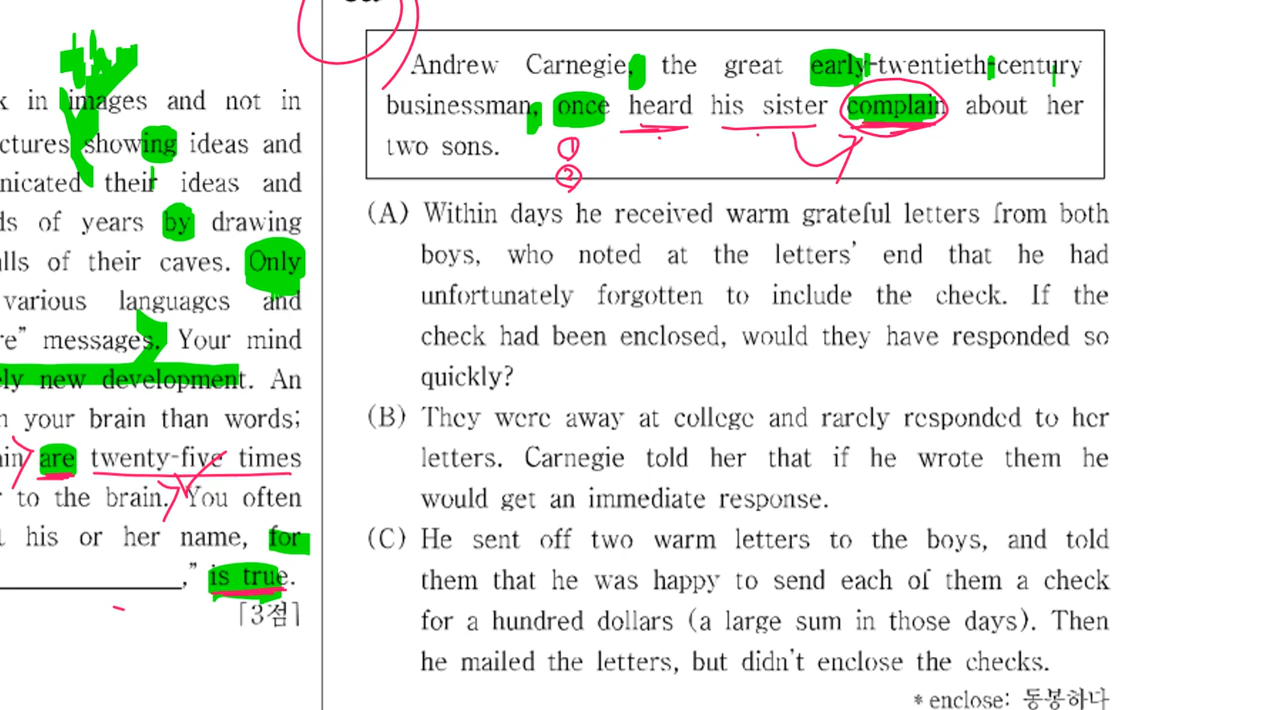 k in images and not in
ctures showing ideas and
nicated their ideas and
ds of years by drawing
lls of their caves. Only
various languages and
re” messages. Your mind
ely new development. An
n your brain than words;
in are twenty-five times
r to the brain. You often
t his or her name, for
,” is true.
[3점]
Andrew Carnegie, the great early-twentieth-century
businessman, once heard his sister complain about her
two sons.
①
②
(A) Within days he received warm grateful letters from both
boys, who noted at the letters’ end that he had
unfortunately forgotten to include the check. If the
check had been enclosed, would they have responded so
quickly?
(B) They were away at college and rarely responded to her
letters. Carnegie told her that if he wrote them he
would get an immediate response.
(C) He sent off two warm letters to the boys, and told
them that he was happy to send each of them a check
for a hundred dollars (a large sum in those days). Then
he mailed the letters, but didn’t enclose the checks.
* enclose: 동봉하다